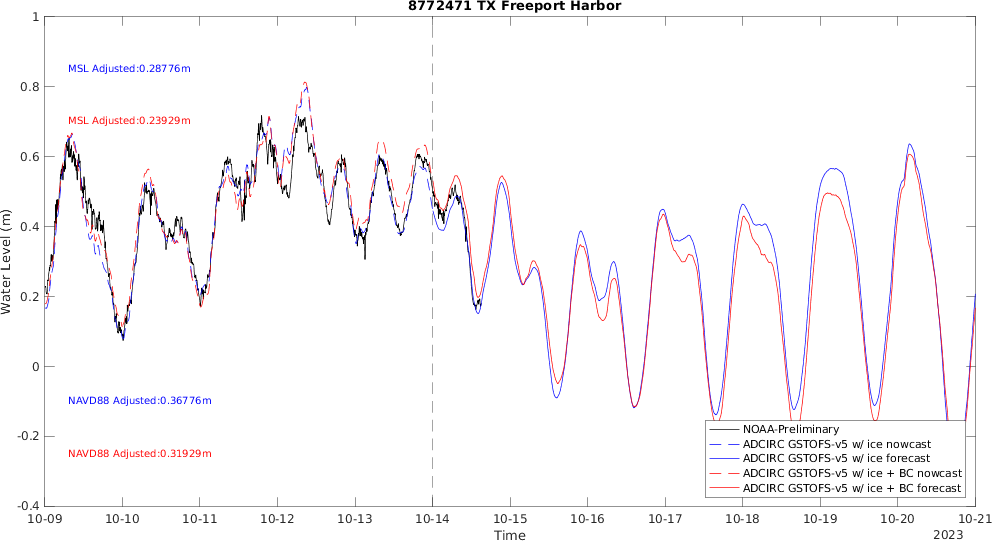 8772471 TX Freeport Harbor
1
0.8
0.6
0.4
0.2
0
-0.2
-0.4
Water Level (m)
MSL Adjusted:0.28776m
MSL Adjusted:0.23929m
NAVD88 Adjusted:0.36776m
NAVD88 Adjusted:0.31929m
NOAA-Preliminary
ADCIRC GSTOFS-v5 w/ ice nowcast
ADCIRC GSTOFS-v5 w/ ice forecast
ADCIRC GSTOFS-v5 w/ ice + BC nowcast
ADCIRC GSTOFS-v5 w/ ice + BC forecast
10-09 10-10 10-11 10-12 10-13 10-14 10-15 10-16 10-17 10-18 10-19 10-20 10-21
Time
2023